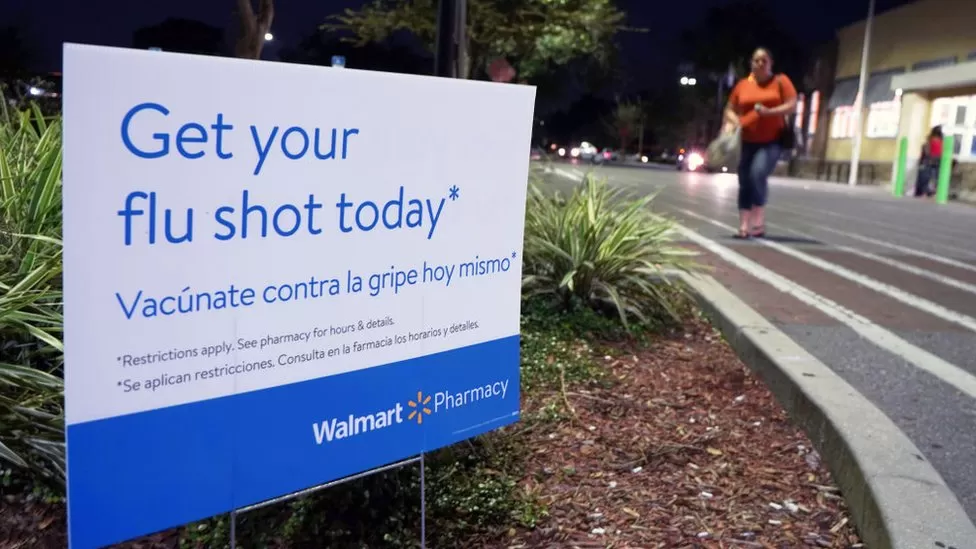 Get your
flu shot today*
Vacúnate contra la gripe hoy mismo*
*Restrictions apply. See pharmacy for hours & details.
*Se aplican restricciones. Consulta en la farmacia los horarios y detalles.
Walmart Pharmacy